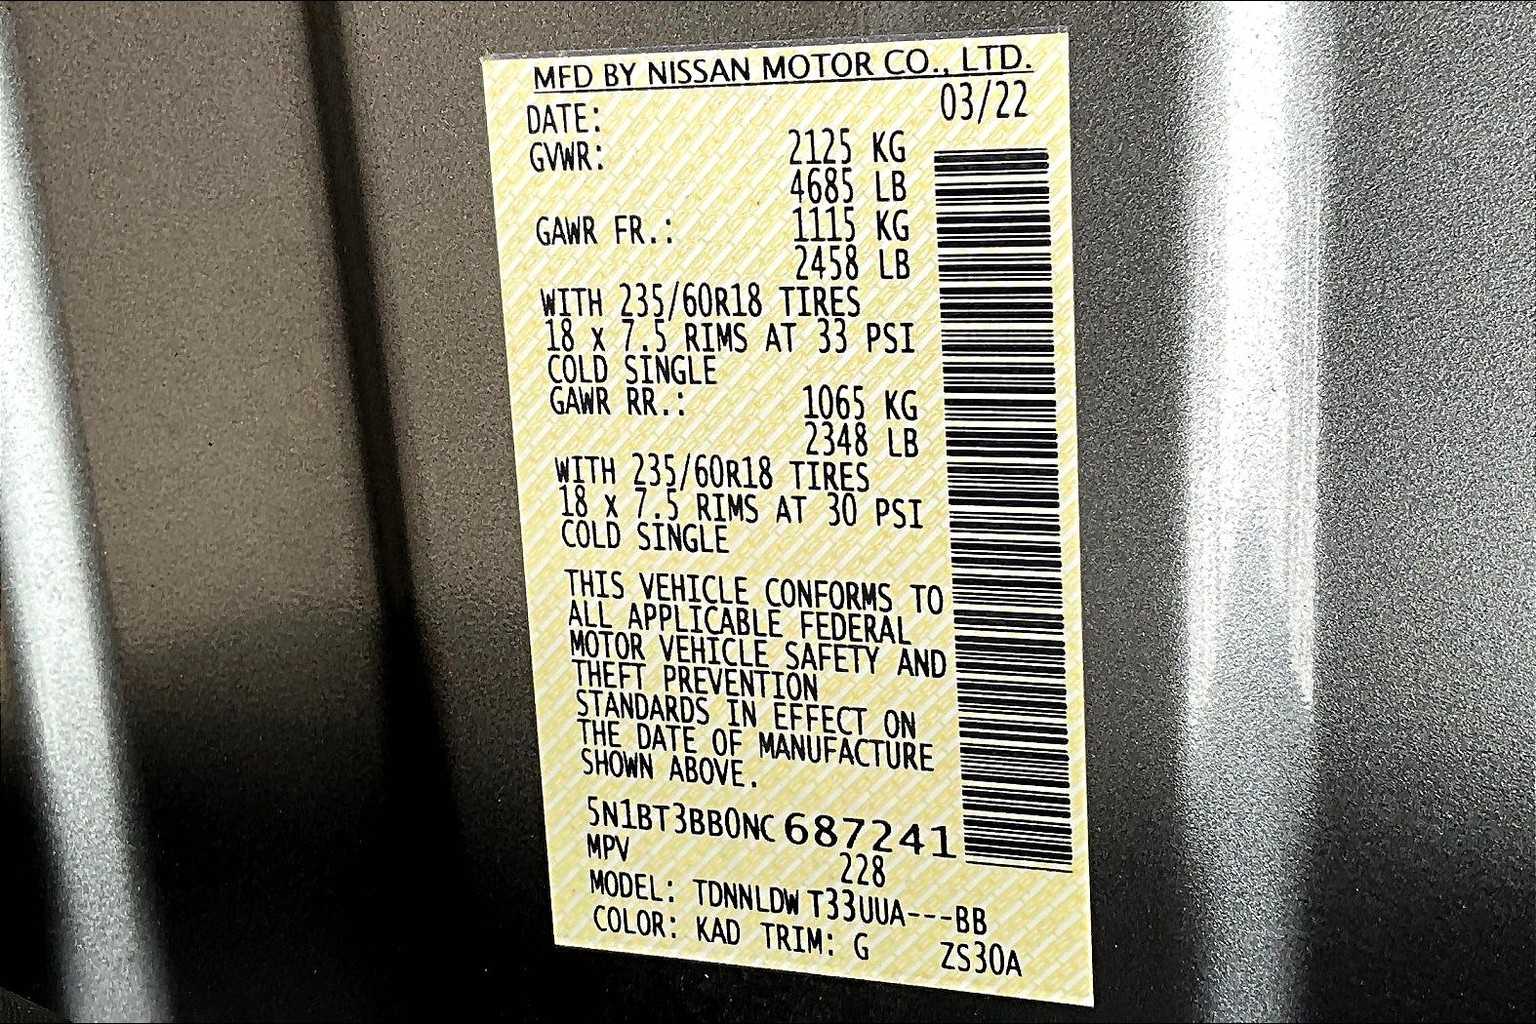 MFD BY NISSAN MOTOR CO., LTD.
DATE: 03/22
GVWR: 2125 KG
4685 LB
GAWR FR.: 1115 KG
2458 LB
WITH 235/60R18 TIRES
18 x 7.5 RIMS AT 33 PSI
COLD SINGLE
GAWR RR.: 1065 KG
2348 LB
WITH 235/60R18 TIRES
18 x 7.5 RIMS AT 30 PSI
COLD SINGLE
THIS VEHICLE CONFORMS TO
ALL APPLICABLE FEDERAL
MOTOR VEHICLE SAFETY AND
THEFT PREVENTION
STANDARDS IN EFFECT ON
THE DATE OF MANUFACTURE
SHOWN ABOVE.
5N1BT3BB0NC687241
MPV 228
MODEL: TDNNLDWT33UUA---BB
COLOR: KAD TRIM: G ZS30A